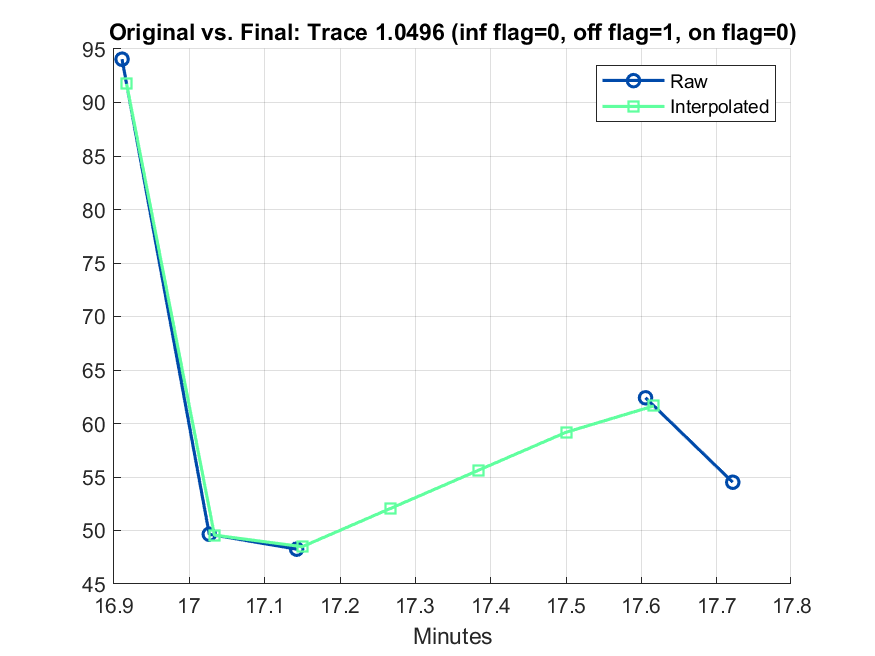 Original vs. Final: Trace 1.0496 (inf flag=0, off flag=1, on flag=0)
95
90
85
80
75
70
65
60
55
50
45
Raw
Interpolated
16.9 17 17.1 17.2 17.3 17.4 17.5 17.6 17.7 17.8
Minutes